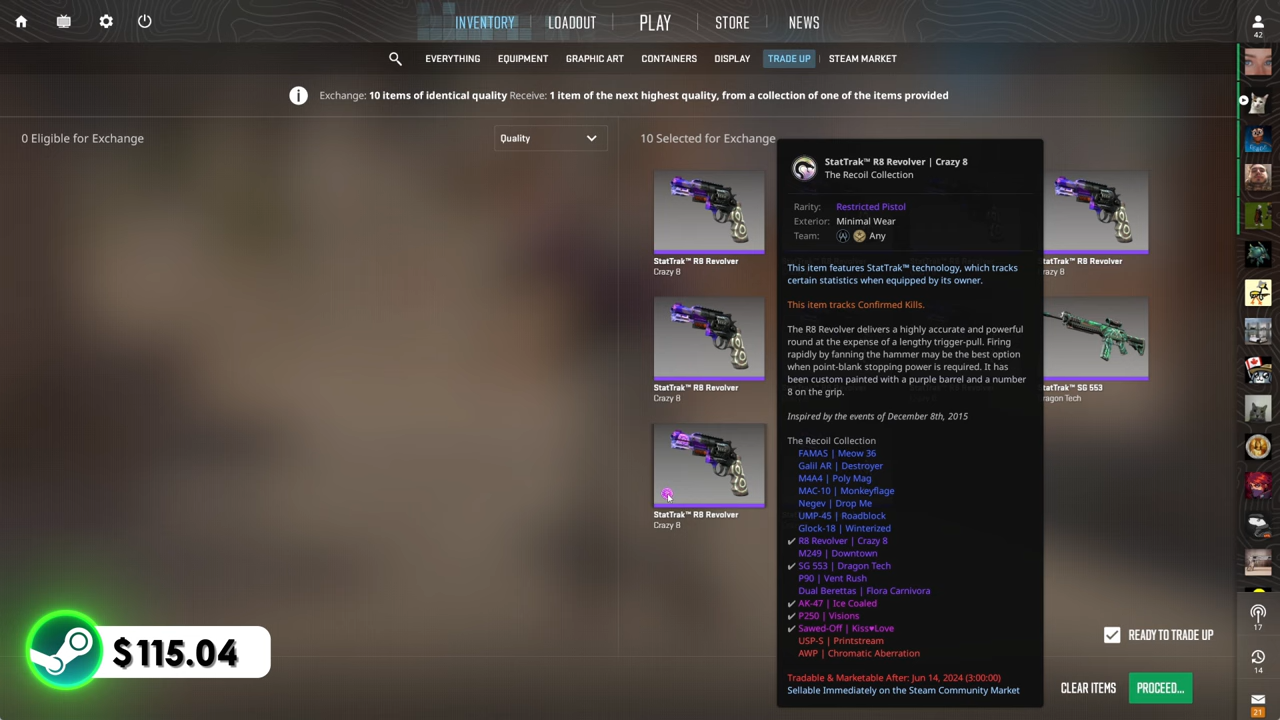 INVENTORY
LOADOUT
PLAY
STORE
NEWS
42
EVERYTHING
EQUIPMENT
GRAPHIC ART
CONTAINERS
DISPLAY
TRADE UP
STEAM MARKET
Exchange: 10 items of identical quality Receive: 1 item of the next highest quality, from a collection of one of the items provided
0 Eligible for Exchange
Quality
10 Selected for Exchange
StatTrak™ R8 Revolver
Crazy 8
StatTrak™ R8 Revolver
Crazy 8
StatTrak™ R8 Revolver
Crazy 8
StatTrak™ R8 Revolver | Crazy 8
The Recoil Collection
Rarity: Restricted Pistol
Exterior: Minimal Wear
Team: Any
This item features StatTrak™ technology, which tracks
certain statistics when equipped by its owner.
This item tracks Confirmed Kills.
The R8 Revolver delivers a highly accurate and powerful
round at the expense of a lengthy trigger-pull. Firing
rapidly by fanning the hammer may be the best option
when point-blank stopping power is required. It has
been custom painted with a purple barrel and a number
8 on the grip.
Inspired by the events of December 8th, 2015
The Recoil Collection
FAMAS | Meow 36
Galil AR | Destroyer
M4A4 | Poly Mag
MAC-10 | Monkeyflage
Negev | Drop Me
UMP-45 | Roadblock
Glock-18 | Winterized
✔ R8 Revolver | Crazy 8
M249 | Downtown
✔ SG 553 | Dragon Tech
P90 | Vent Rush
Dual Berettas | Flora Carnivora
✔ AK-47 | Ice Coaled
✔ P250 | Visions
✔ Sawed-Off | Kiss♥Love
USP-S | Printstream
AWP | Chromatic Aberration
Tradable & Marketable After: Jun 14, 2024 (3:00:00)
Sellable Immediately on the Steam Community Market
StatTrak™ R8 Revolver
razy 8
StatTrak™ SG 553
ragon Tech
$115.04
READY TO TRADE UP
CLEAR ITEMS
PROCEED...
17
14
21